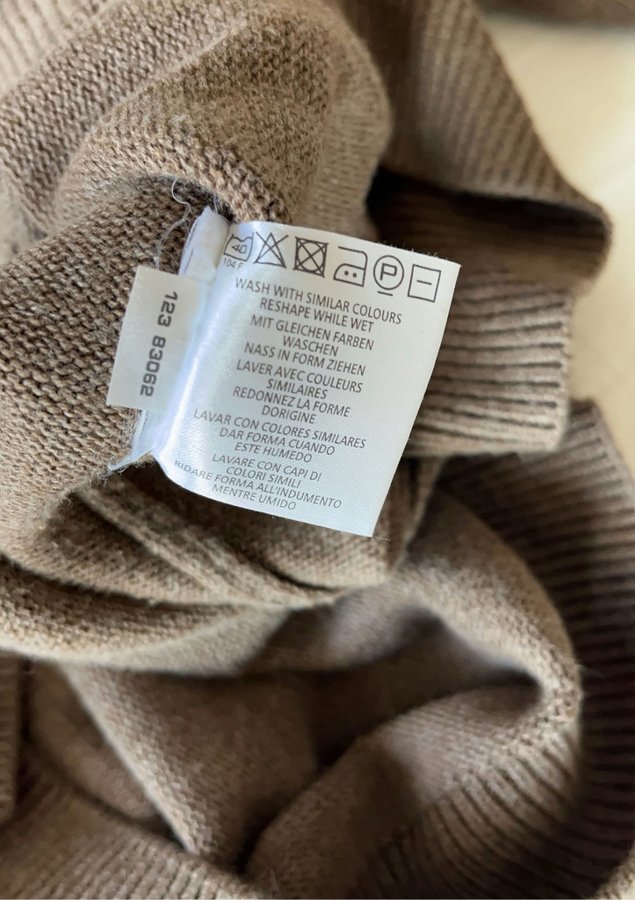 40
104 F
P
WASH WITH SIMILAR COLOURS
RESHAPE WHILE WET
MIT GLEICHEN FARBEN
WASCHEN
NASS IN FORM ZIEHEN
LAVER AVEC COULEURS
SIMILAIRES
REDONNEZ LA FORME
DORIGINE
LAVAR CON COLORES SIMILARES
DAR FORMA CUANDO
ESTE HUMEDO
LAVARE CON CAPI DI
COLORI SIMILI
RIDARE FORMA ALL'INDUMENTO
MENTRE UMIDO
123 83062